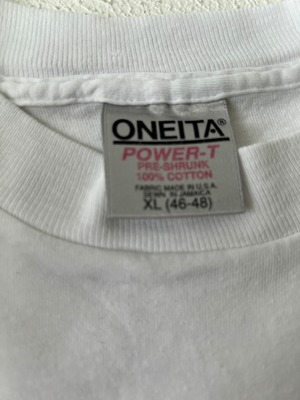 ONEITA®
POWER-T
PRE-SHRUNK
100% COTTON
FABRIC MADE IN U.S.A.
SEWN IN JAMAICA
XL (46-48)